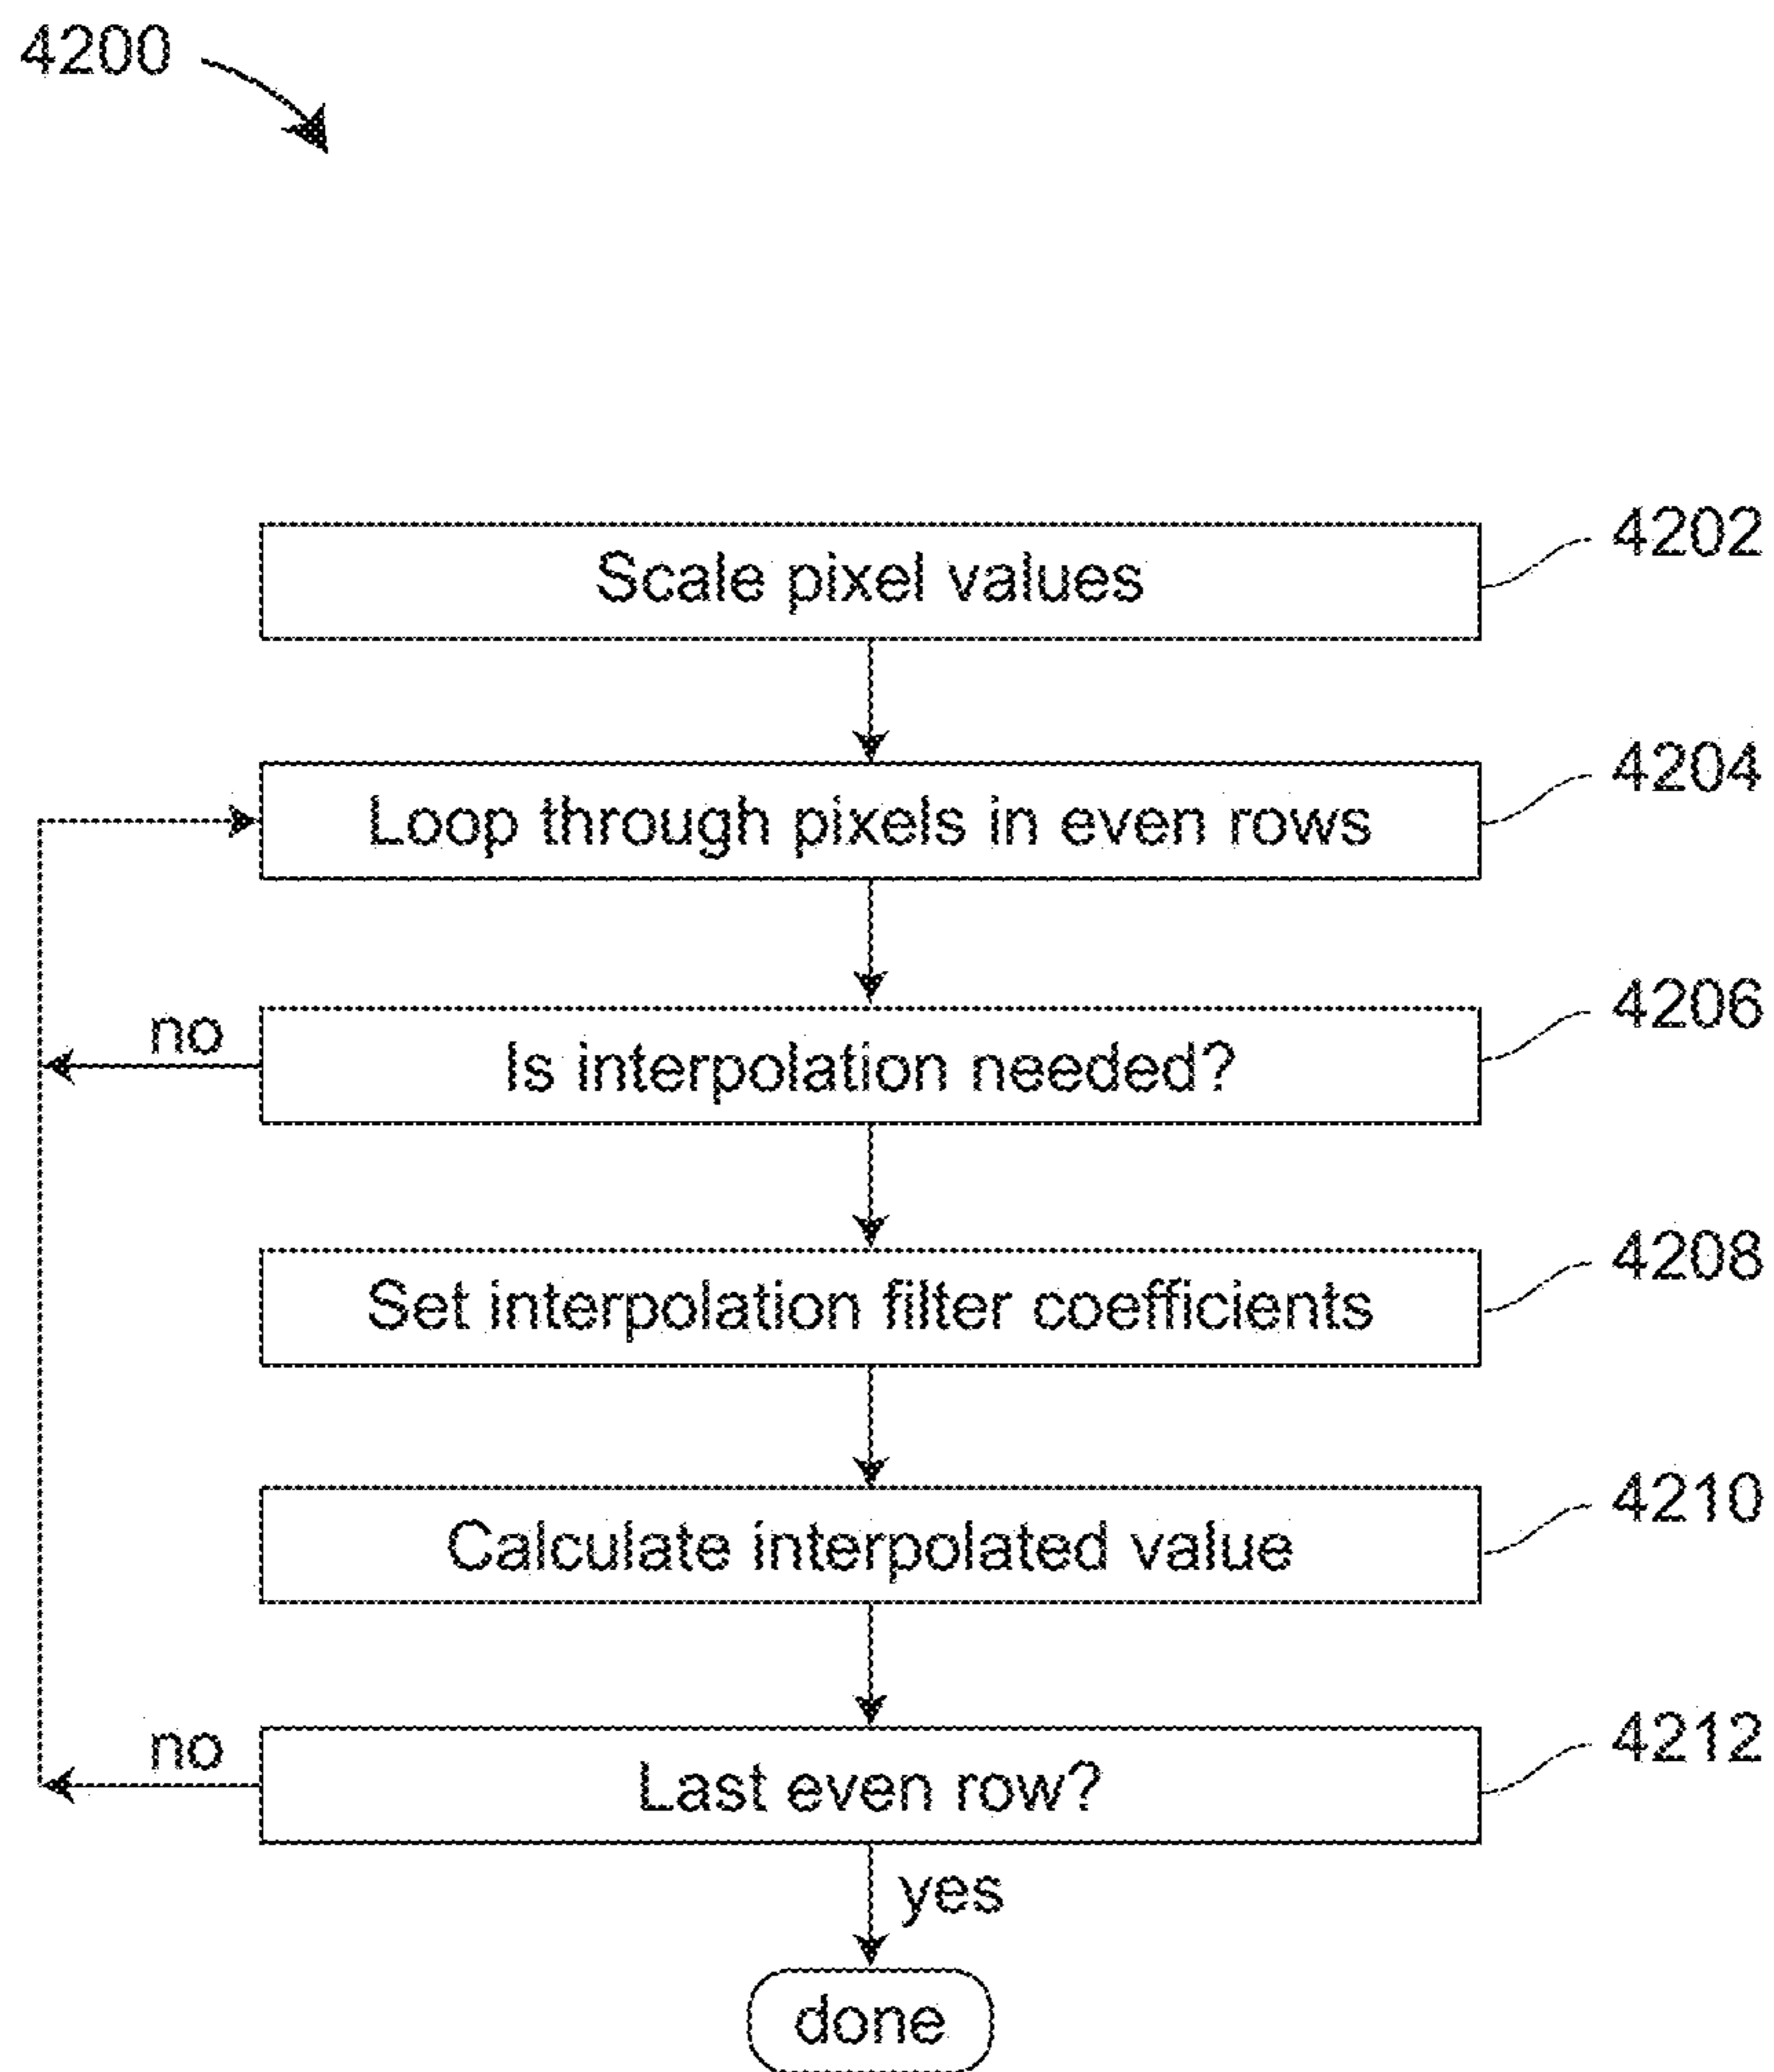 4200
Scale pixel values
4202
Loop through pixels in even rows
4204
no
Is interpolation needed?
4206
Set interpolation filter coefficients
4208
Calculate interpolated value
4210
no
Last even row?
4212
yes
done